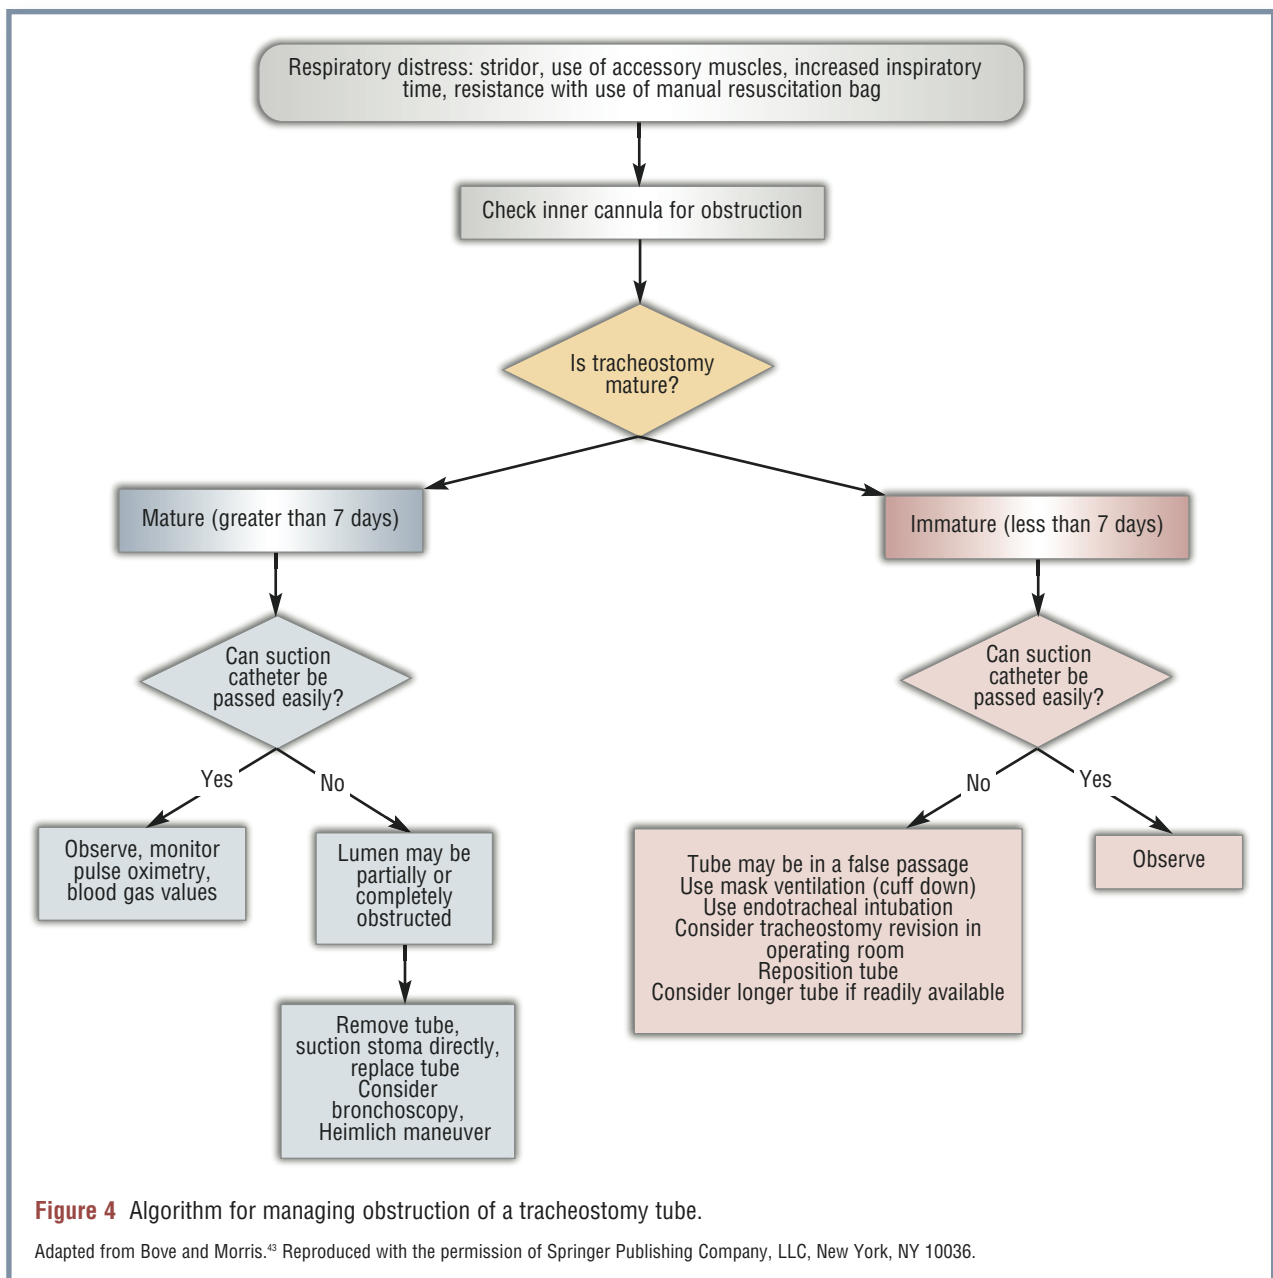 Respiratory distress: stridor, use of accessory muscles, increased inspiratory
time, resistance with use of manual resuscitation bag
Check inner cannula for obstruction
Is tracheostomy
mature?
Mature (greater than 7 days)
Immature (less than 7 days)
Can suction
catheter be
passed easily?
Can suction
catheter be
passed easily?
Yes
No
No
Yes
Observe, monitor
pulse oximetry,
blood gas values
Lumen may be
partially or
completely
obstructed
Tube may be in a false passage
Use mask ventilation (cuff down)
Use endotracheal intubation
Consider tracheostomy revision in
operating room
Reposition tube
Consider longer tube if readily available
Observe
Remove tube,
suction stoma directly,
replace tube
Consider
bronchoscopy,
Heimlich maneuver
Figure 4 Algorithm for managing obstruction of a tracheostomy tube.
Adapted from Bove and Morris.43 Reproduced with the permission of Springer Publishing Company, LLC, New York, NY 10036.